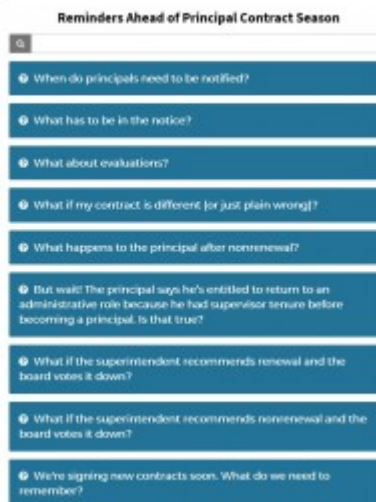 Reminders Ahead of Principal Contract Season
When do principals need to be notified?
What has to be in the notice?
What about evaluations?
What if my contract is different (or just plain wrong)?
What happens to the principal after nonrenewal?
But wait! The principal says he's entitled to return to an
administrative role because he had supervisor tenure before
becoming a principal. Is that true?
What if the superintendent recommends renewal and the
board votes it down?
What if the superintendent recommends nonrenewal and the
board votes it down?
We're signing new contracts soon. What do we need to
remember?